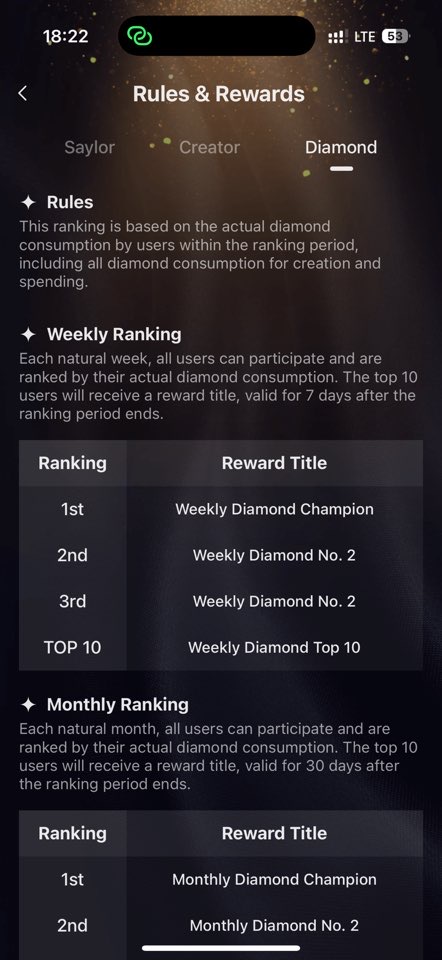 18:22 LTE 53
Rules & Rewards
Saylor Creator Diamond
Rules
This ranking is based on the actual diamond
consumption by users within the ranking period,
including all diamond consumption for creation and
spending.
Weekly Ranking
Each natural week, all users can participate and are
ranked by their actual diamond consumption. The top 10
users will receive a reward title, valid for 7 days after the
ranking period ends.
Ranking Reward Title
1st Weekly Diamond Champion
2nd Weekly Diamond No. 2
3rd Weekly Diamond No. 2
TOP 10 Weekly Diamond Top 10
Monthly Ranking
Each natural month, all users can participate and are
ranked by their actual diamond consumption. The top 10
users will receive a reward title, valid for 30 days after
the ranking period ends.
Ranking Reward Title
1st Monthly Diamond Champion
2nd Monthly Diamond No. 2